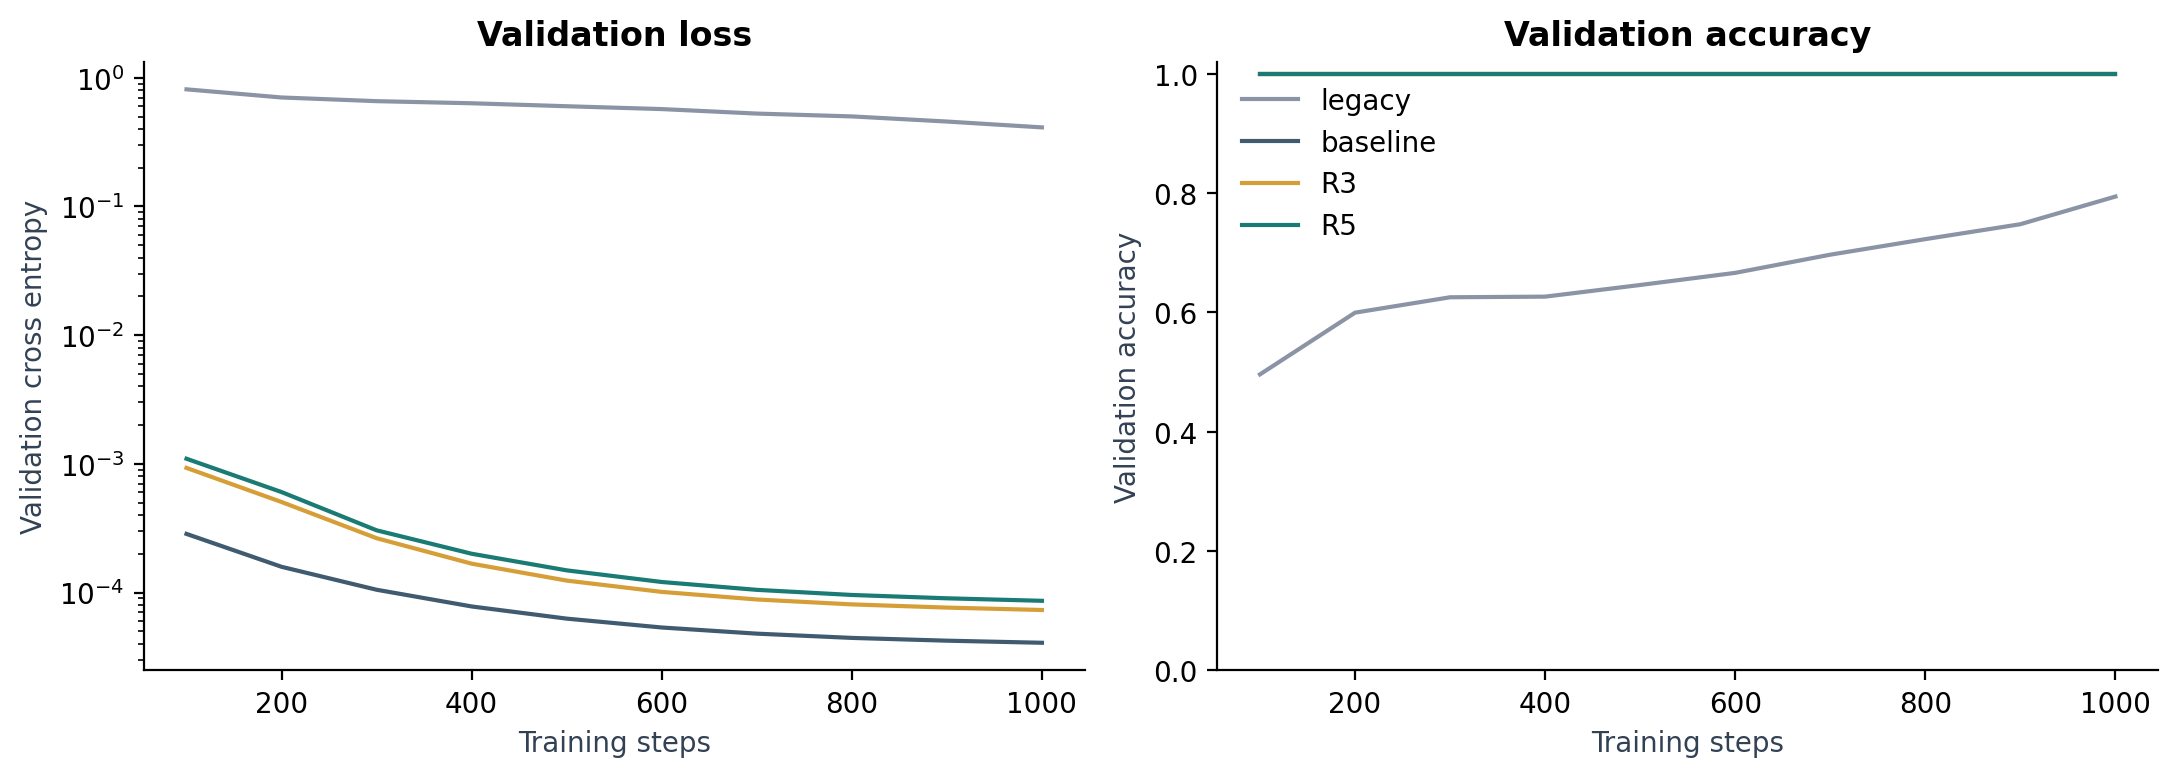 Validation loss
Validation cross entropy
10⁰
10⁻¹
10⁻²
10⁻³
10⁻⁴
200 400 600 800 1000
Training steps
Validation accuracy
Validation accuracy
1.0
0.8
0.6
0.4
0.2
0.0
legacy
baseline
R3
R5
200 400 600 800 1000
Training steps